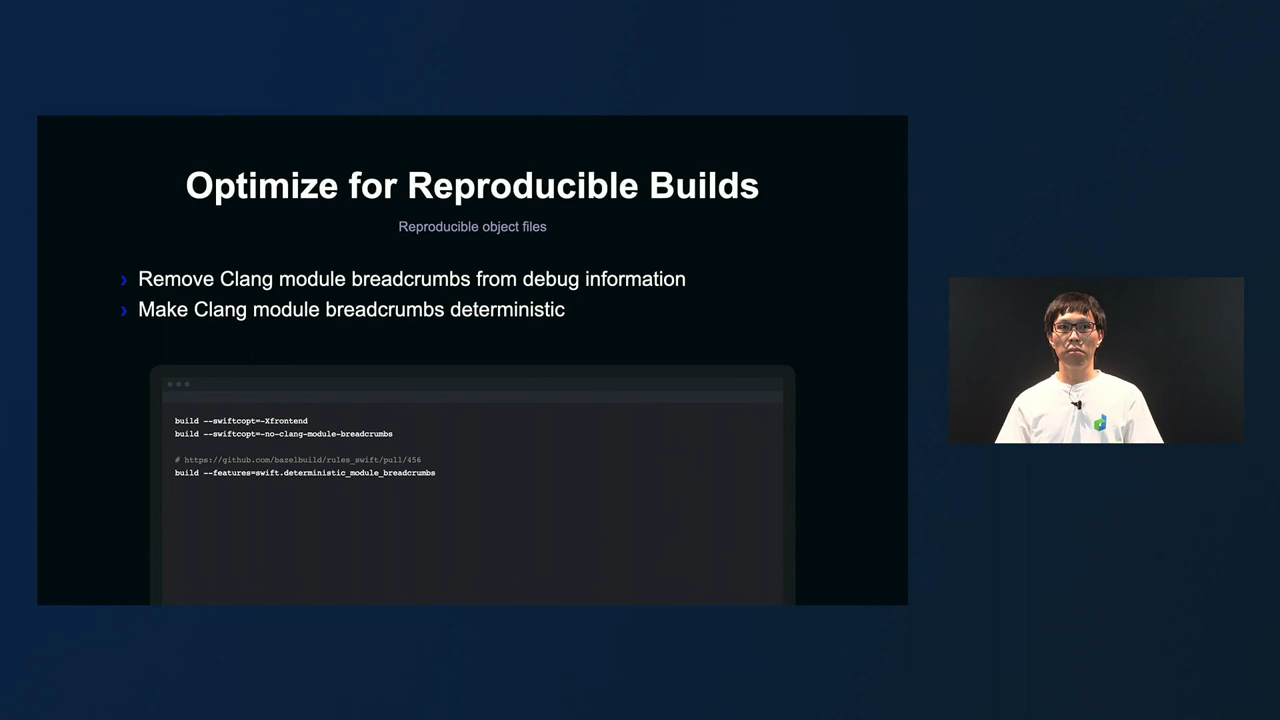 Optimize for Reproducible Builds
Reproducible object files
› Remove Clang module breadcrumbs from debug information
› Make Clang module breadcrumbs deterministic
build --swiftcopt=-Xfrontend
build --swiftcopt=-no-clang-module-breadcrumbs
# https://github.com/bazelbuild/rules_swift/pull/456
build --features=swift.deterministic_module_breadcrumbs